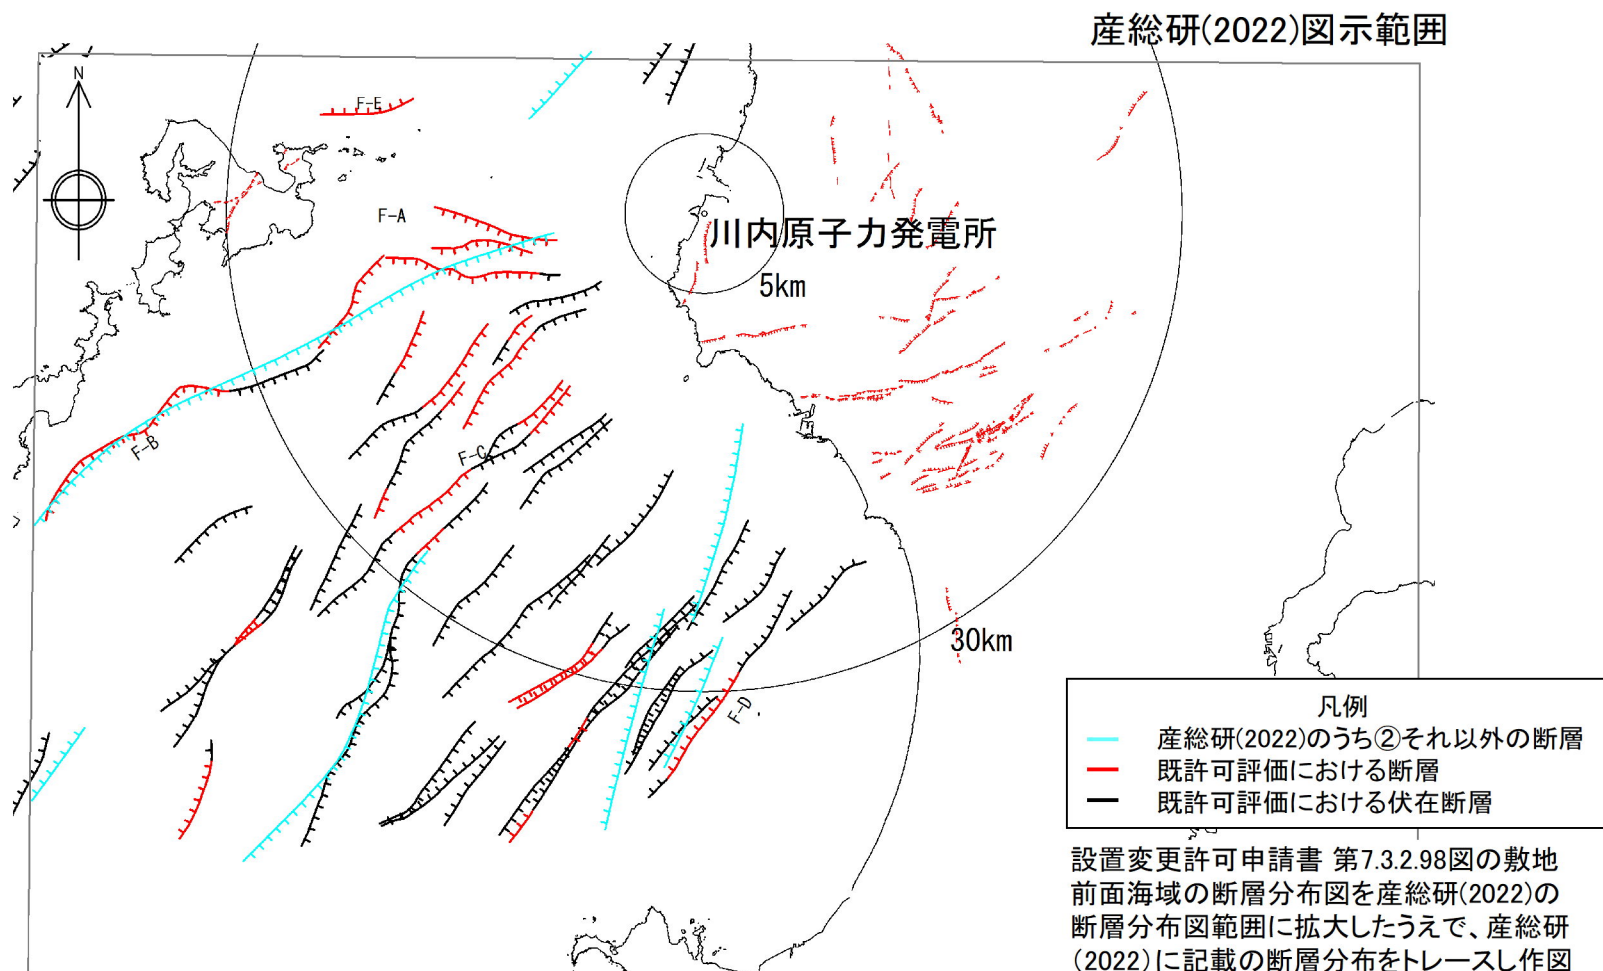 産総研(2022)図示範囲
N
F-E
F-A
川内原子力発電所
5km
F-B
F-C
30km
F-D
凡例
産総研(2022)のうち②それ以外の断層
既許可評価における断層
既許可評価における伏在断層
設置変更許可申請書 第7.3.2.98図の敷地
前面海域の断層分布図を産総研(2022)の
断層分布図範囲に拡大したうえで、産総研
(2022)に記載の断層分布をトレースし作図